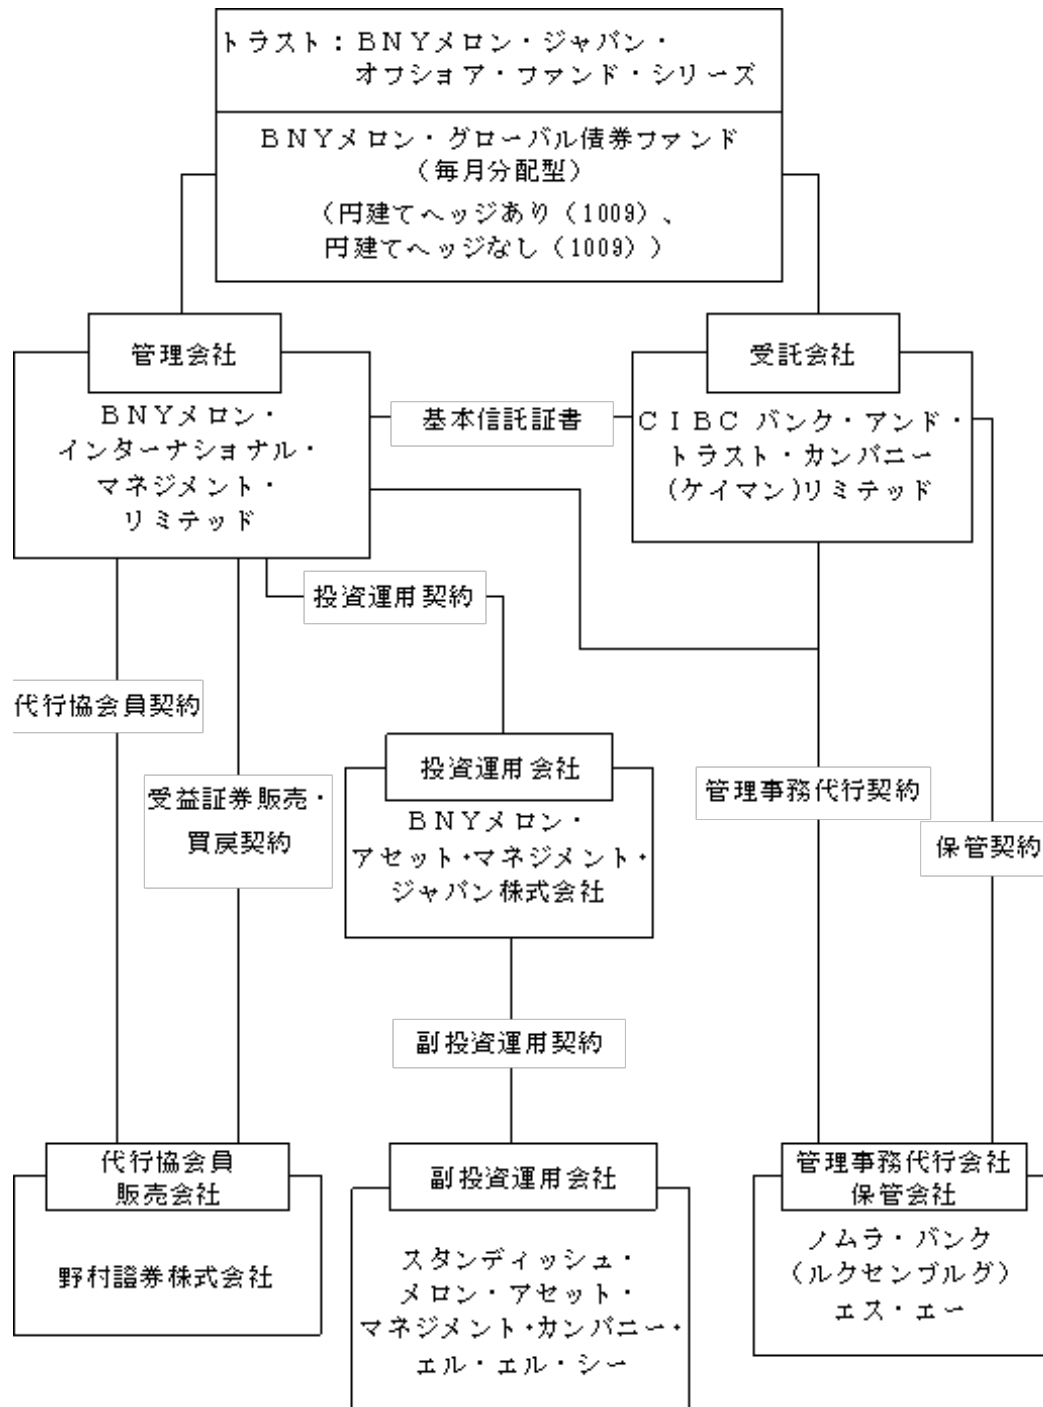 トラスト：ＢＮＹメロン・ジャパン・
オフショア・ファンド・シリーズ
ＢＮＹメロン・グローバル債券ファンド
（毎月分配型）
（円建てヘッジあり（1009）、
円建てヘッジなし（1009））
管理会社
受託会社
ＢＮＹメロン・
インターナショナル・
マネジメント・
リミテッド
基本信託証書
ＣＩＢＣ バンク・アンド・
トラスト・カンパニー
(ケイマン)リミテッド
投資運用契約
代行協会員契約
受益証券販売・
買戻契約
投資運用会社
ＢＮＹメロン・
アセット・マネジメント・
ジャパン株式会社
管理事務代行契約
保管契約
副投資運用契約
代行協会員
販売会社
野村證券株式会社
副投資運用会社
スタンディッシュ・
メロン・アセット・
マネジメント・カンパニー・
エル・エル・シー
管理事務代行会社
保管会社
ノムラ・バンク
（ルクセンブルグ）
エス・エー